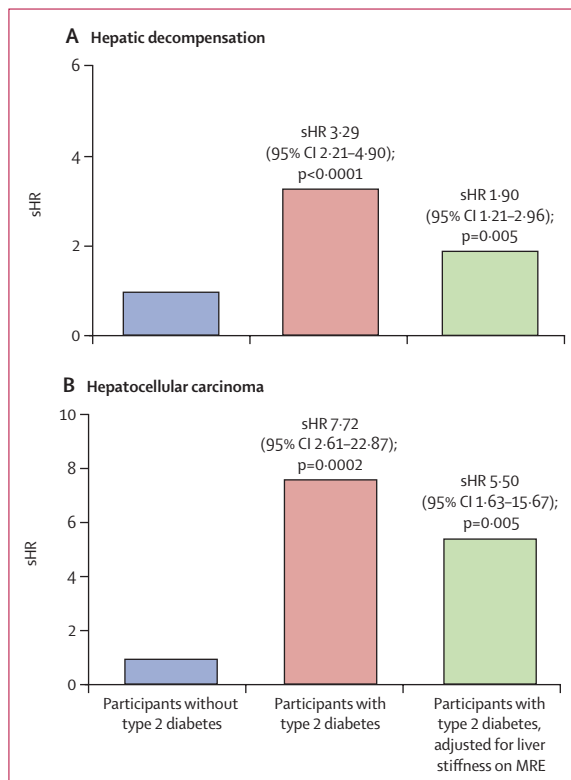 A Hepatic decompensation
6
4
2
0
sHR
sHR 3·29
(95% CI 2·21–4·90);
p<0·0001
sHR 1·90
(95% CI 1·21–2·96);
p=0·005
B Hepatocellular carcinoma
10
8
6
4
2
0
sHR
sHR 7·72
(95% CI 2·61–22·87);
p=0·0002
sHR 5·50
(95% CI 1·63–15·67);
p=0·005
Participants without
type 2 diabetes
Participants with
type 2 diabetes
Participants with
type 2 diabetes,
adjusted for liver
stiffness on MRE